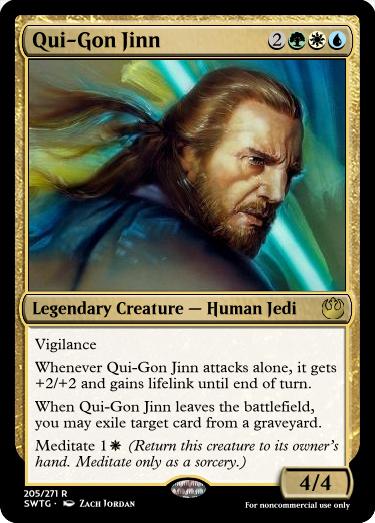 Qui-Gon Jinn 2
Legendary Creature — Human Jedi
Vigilance
Whenever Qui-Gon Jinn attacks alone, it gets
+2/+2 and gains lifelink until end of turn.
When Qui-Gon Jinn leaves the battlefield,
you may exile target card from a graveyard.
Meditate 1 (Return this creature to its owner's
hand. Meditate only as a sorcery.)
4/4
205/271 R
SWTG · Zach Jordan
For noncommercial use only